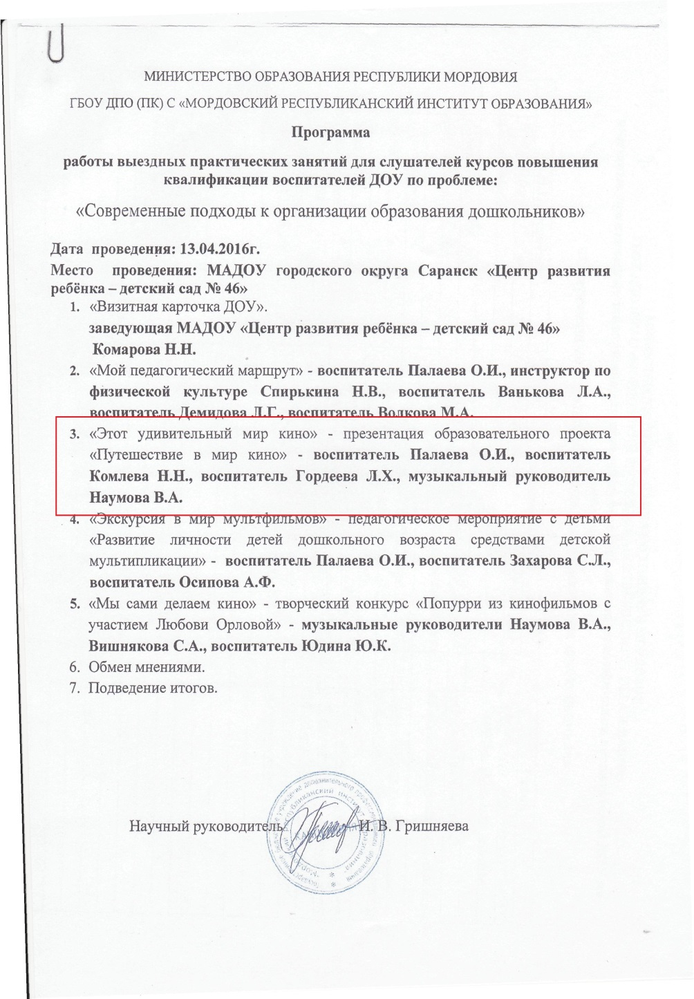 МИНИСТЕРСТВО ОБРАЗОВАНИЯ РЕСПУБЛИКИ МОРДОВИЯ
ГБОУ ДПО (ПК) С «МОРДОВСКИЙ РЕСПУБЛИКАНСКИЙ ИНСТИТУТ ОБРАЗОВАНИЯ»
Программа
работы выездных практических занятий для слушателей курсов повышения
квалификации воспитателей ДОУ по проблеме:
«Современные подходы к организации образования дошкольников»
Дата проведения: 13.04.2016г.
Место проведения: МАДОУ городского округа Саранск «Центр развития
ребёнка – детский сад № 46»
1. «Визитная карточка ДОУ».
заведующая МАДОУ «Центр развития ребёнка – детский сад № 46»
Комарова Н.Н.
2. «Мой педагогический маршрут» - воспитатель Палаева О.И., инструктор по
физической культуре Спирькина Н.В., воспитатель Ванькова Л.А.,
воспитатель Демидова Л.Г., воспитатель Волкова М.А.
3. «Этот удивительный мир кино» - презентация образовательного проекта
«Путешествие в мир кино» - воспитатель Палаева О.И., воспитатель
Комлева Н.Н., воспитатель Гордеева Л.Х., музыкальный руководитель
Наумова В.А.
4. «Экскурсия в мир мультфильмов» - педагогическое мероприятие с детьми
«Развитие личности детей дошкольного возраста средствами детской
мультипликации» - воспитатель Палаева О.И., воспитатель Захарова С.Л.,
воспитатель Осипова А.Ф.
5. «Мы сами делаем кино» - творческий конкурс «Попурри из кинофильмов с
участием Любови Орловой» - музыкальные руководители Наумова В.А.,
Вишнякова С.А., воспитатель Юдина Ю.К.
6. Обмен мнениями.
7. Подведение итогов.
Научный руководитель И. В. Гришняева